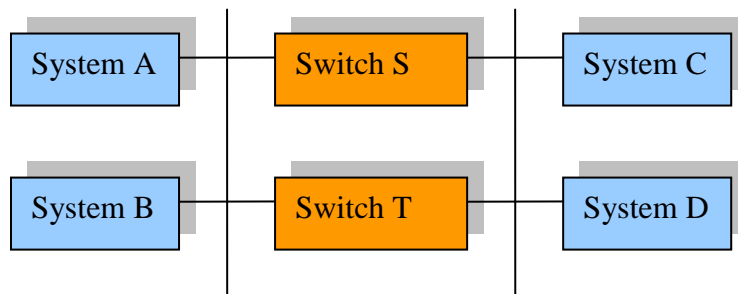 System A
Switch S
System C
System B
Switch T
System D